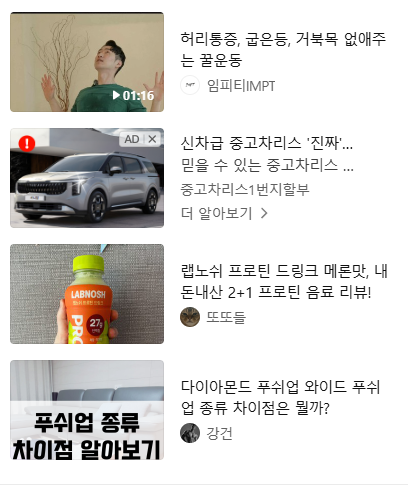 허리통증, 굽은등, 거북목 없애주
는 꿀운동
임피티IMPT
01:16
AD
신차급 중고차리스 '진짜'...
믿을 수 있는 중고차리스 ...
중고차리스1번지할부
더 알아보기
랩노쉬 프로틴 드링크 메론맛, 내
돈내산 2+1 프로틴 음료 리뷰!
또또들
LABNOSH
27g
PRO
다이아몬드 푸쉬업 와이드 푸쉬
업 종류 차이점은 뭘까?
강건
푸쉬업 종류
차이점 알아보기